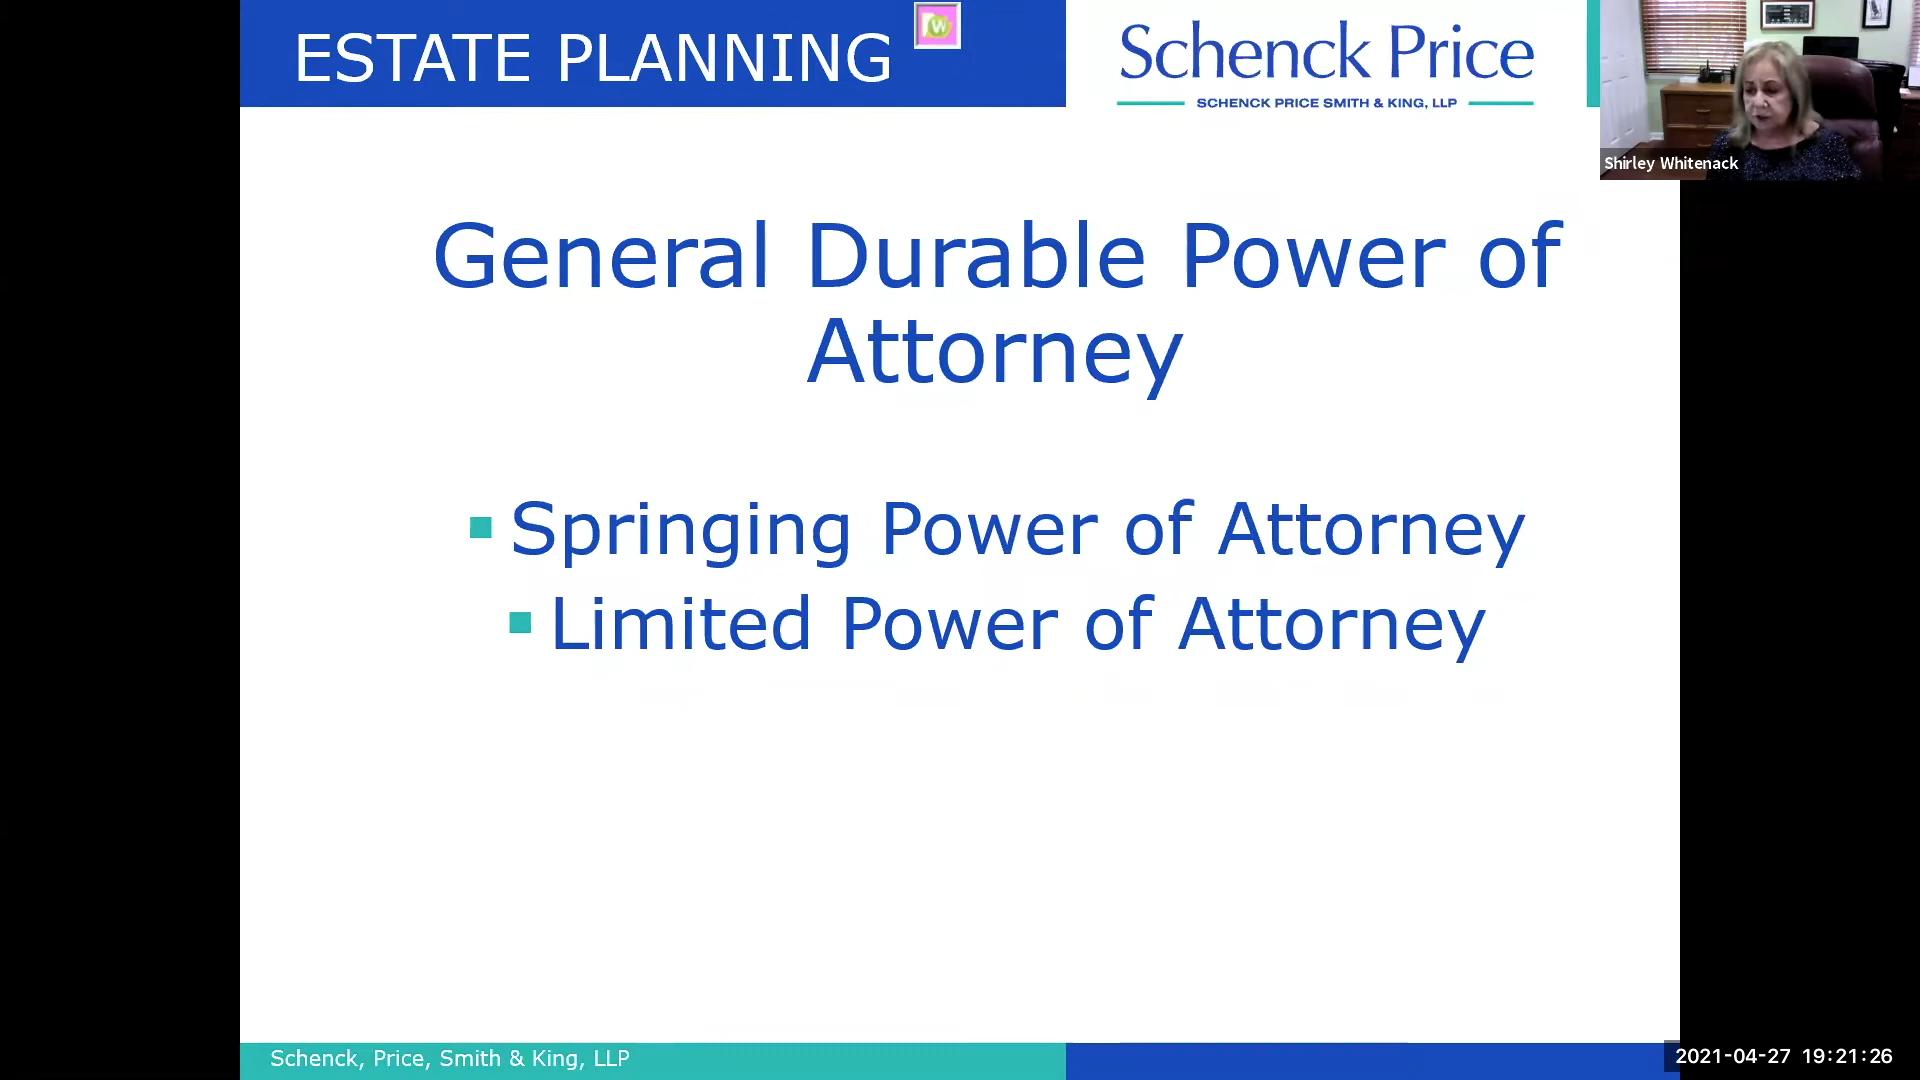 ESTATE PLANNING
W
Schenck Price
SCHENCK PRICE SMITH & KING, LLP
Shirley Whitenack
General Durable Power of
Attorney
Springing Power of Attorney
Limited Power of Attorney
Schenck, Price, Smith & King, LLP
2021-04-27 19:21:26